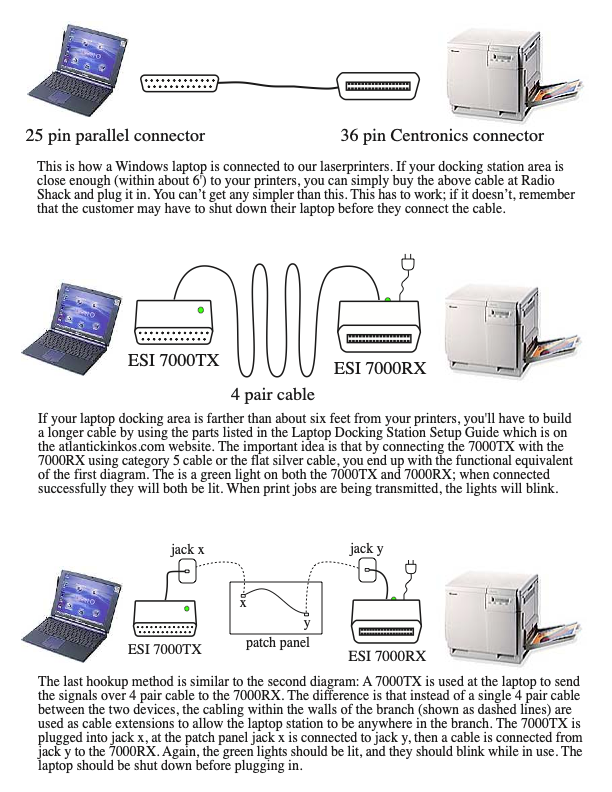 25 pin parallel connector
36 pin Centronics connector
This is how a Windows laptop is connected to our laserprinters. If your docking station area is
close enough (within about 6') to your printers, you can simply buy the above cable at Radio
Shack and plug it in. You can't get any simpler than this. This has to work; if it doesn't, remember
that the customer may have to shut down their laptop before they connect the cable.
ESI 7000TX
ESI 7000RX
4 pair cable
If your laptop docking area is farther than about six feet from your printers, you'll have to build
a longer cable by using the parts listed in the Laptop Docking Station Setup Guide which is on
the atlantickinkos.com website. The important idea is that by connecting the 7000TX with the
7000RX using category 5 cable or the flat silver cable, you end up with the functional equivalent
of the first diagram. The is a green light on both the 7000TX and 7000RX; when connected
successfully they will both be lit. When print jobs are being transmitted, the lights will blink.
jack x
jack y
x
y
ESI 7000TX
patch panel
ESI 7000RX
The last hookup method is similar to the second diagram: A 7000TX is used at the laptop to send
the signals over 4 pair cable to the 7000RX. The difference is that instead of a single 4 pair cable
between the two devices, the cabling within the walls of the branch (shown as dashed lines) are
used as cable extensions to allow the laptop station to be anywhere in the branch. The 7000TX is
plugged into jack x, at the patch panel jack x is connected to jack y, then a cable is connected from
jack y to the 7000RX. Again, the green lights should be lit, and they should blink while in use. The
laptop should be shut down before plugging in.